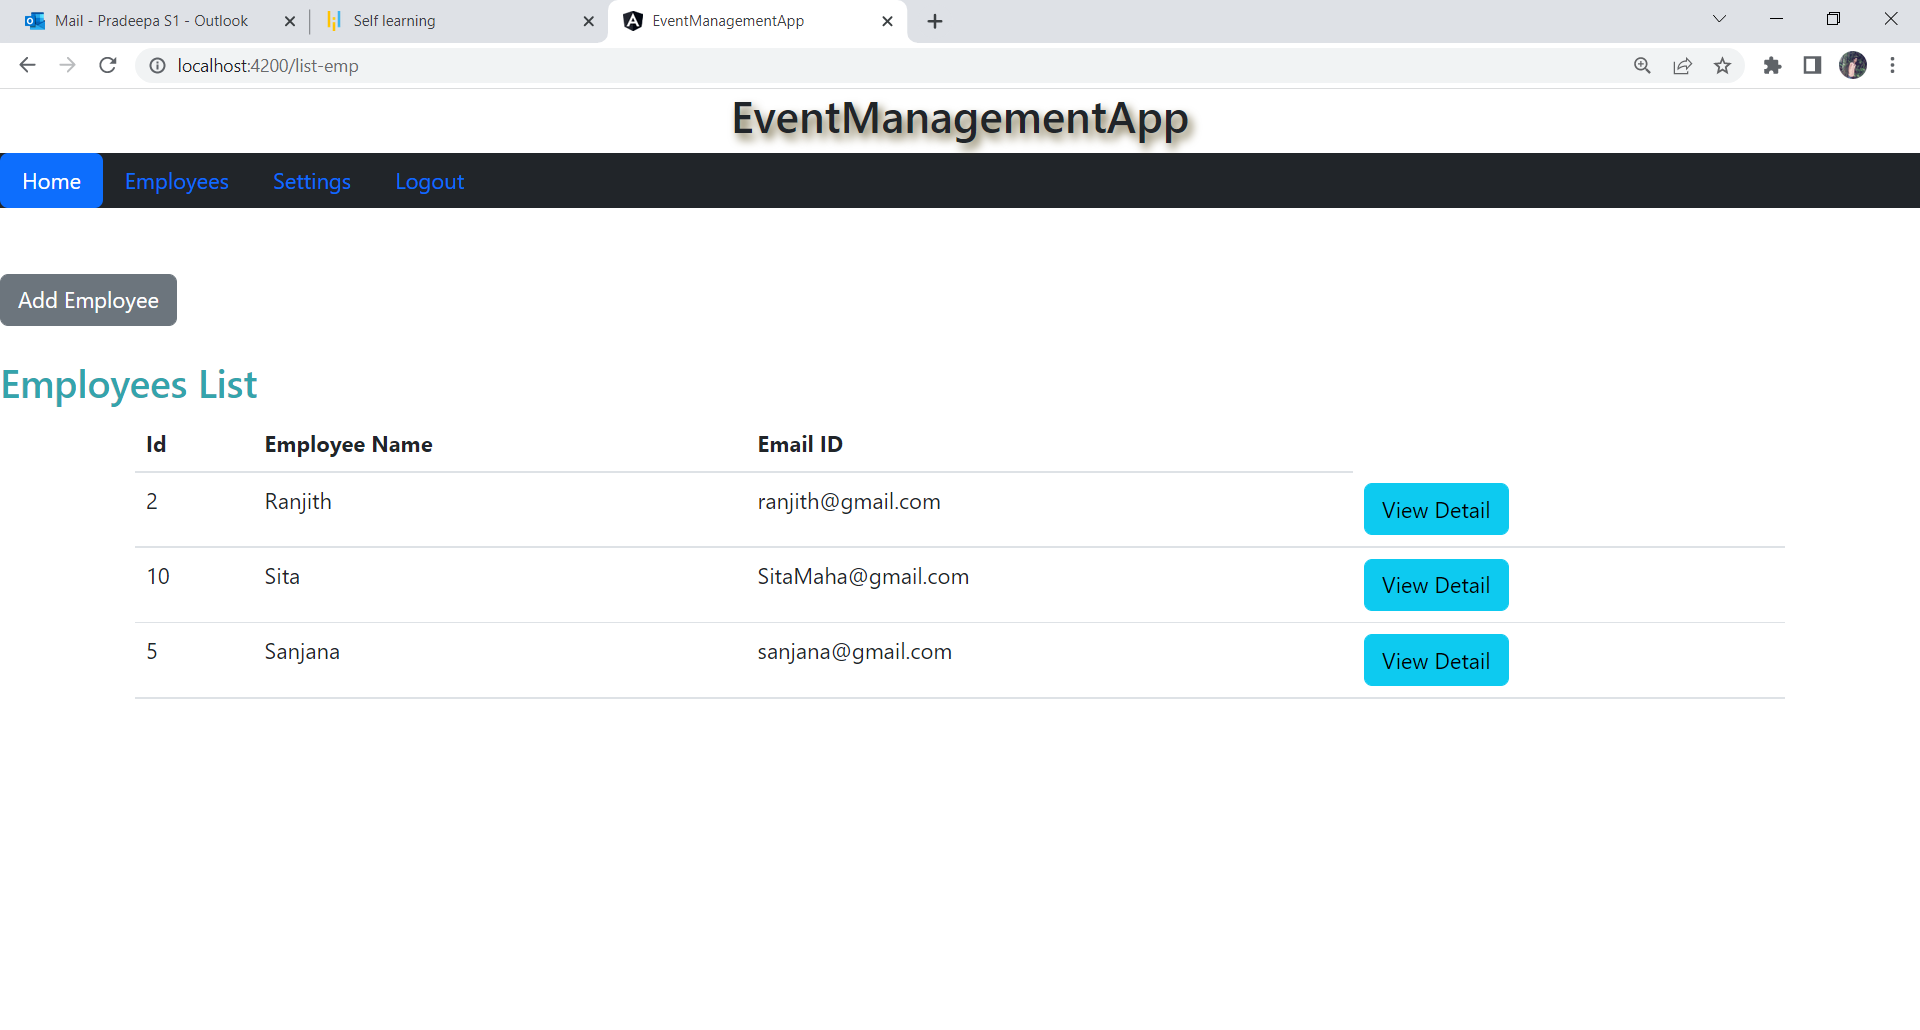 Mail - Pradeepa S1 - Outlook
Self learning
EventManagementApp
localhost:4200/list-emp
EventManagementApp
Home Employees Settings Logout
Add Employee
Employees List
Id Employee Name Email ID
2 Ranjith ranjith@gmail.com View Detail
10 Sita SitaMaha@gmail.com View Detail
5 Sanjana sanjana@gmail.com View Detail